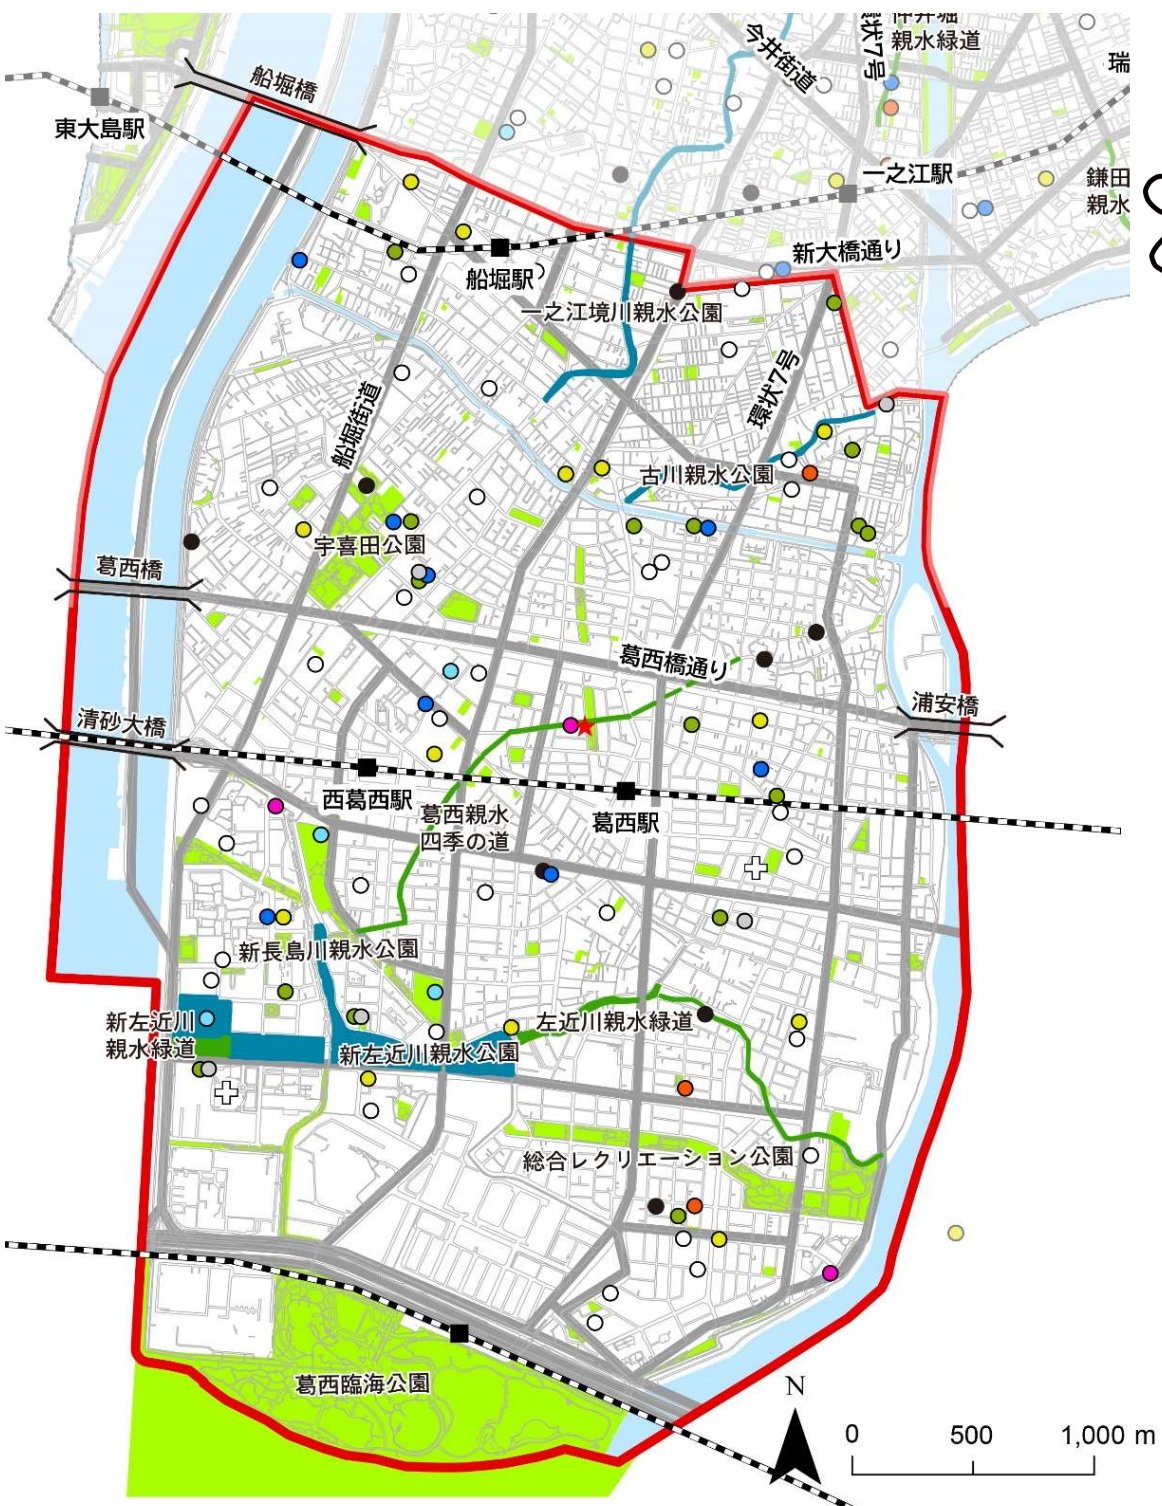 船堀橋
東大島駅
今井街道
環状7号
仲井堀
親水緑道
瑞
一之江駅
鎌田
親水
新大橋通り
船堀駅
一之江境川親水公園
環状7号
船堀街道
古川親水公園
宇喜田公園
葛西橋
葛西橋通り
浦安橋
清砂大橋
西葛西駅
葛西親水
四季の道
葛西駅
新長島川親水公園
新左近川
親水緑道
左近川親水緑道
新左近川親水公園
総合レクリエーション公園
葛西臨海公園
N
0 500 1,000 m